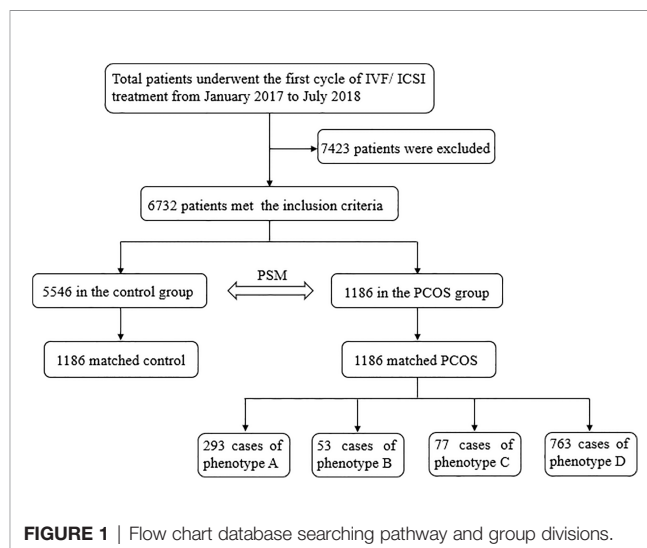 Total patients underwent the first cycle of IVF/ ICSI
treatment from January 2017 to July 2018
7423 patients were excluded
6732 patients met the inclusion criteria
5546 in the control group
PSM
1186 in the PCOS group
1186 matched control
1186 matched PCOS
293 cases of
phenotype A
53 cases of
phenotype B
77 cases of
phenotype C
763 cases of
phenotype D
FIGURE 1 | Flow chart database searching pathway and group divisions.